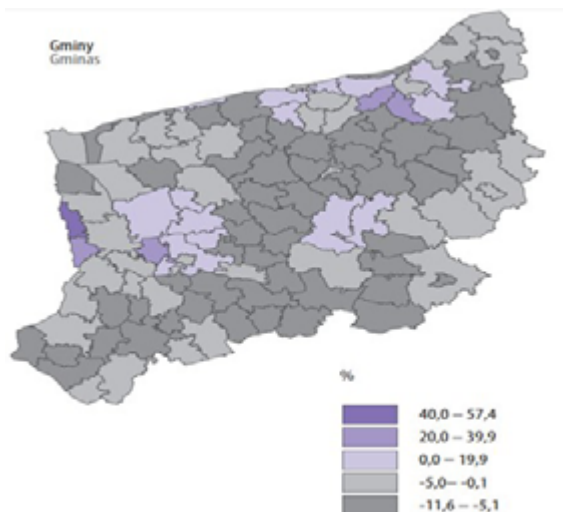 Gminy
Gminas
%
40,0 – 57,4
20,0 – 39,9
0,0 – 19,9
-5,0– -0,1
-11,6 – -5,1